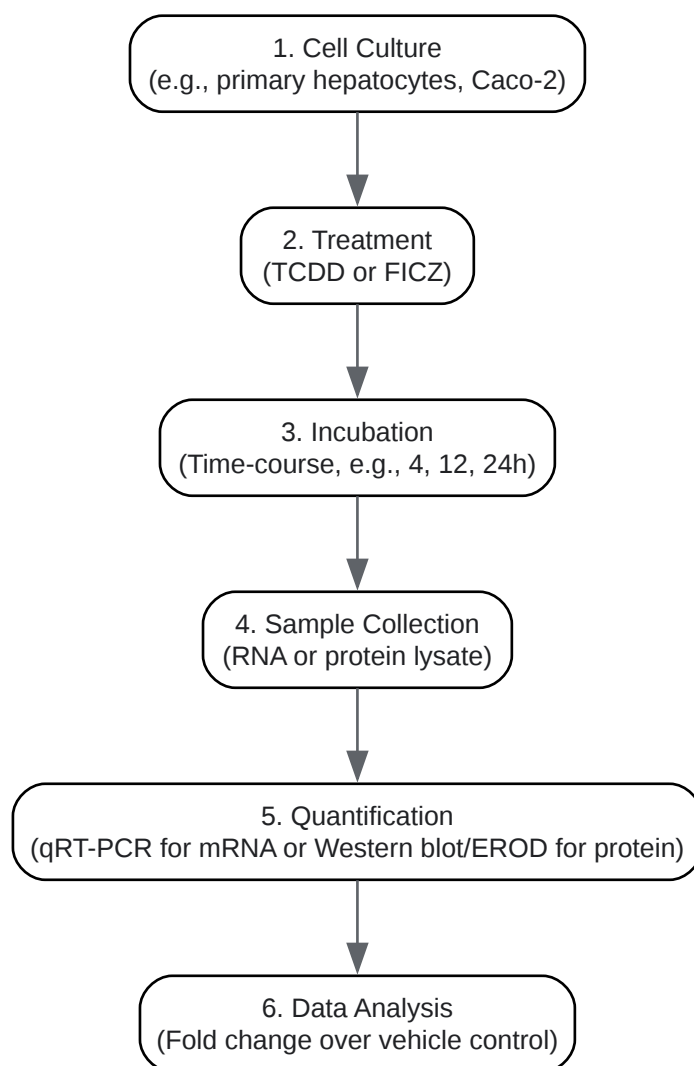 1. Cell Culture
(e.g., primary hepatocytes, Caco-2)
2. Treatment
(TCDD or FICZ)
3. Incubation
(Time-course, e.g., 4, 12, 24h)
4. Sample Collection
(RNA or protein lysate)
5. Quantification
(qRT-PCR for mRNA or Western blot/EROD for protein)
6. Data Analysis
(Fold change over vehicle control)